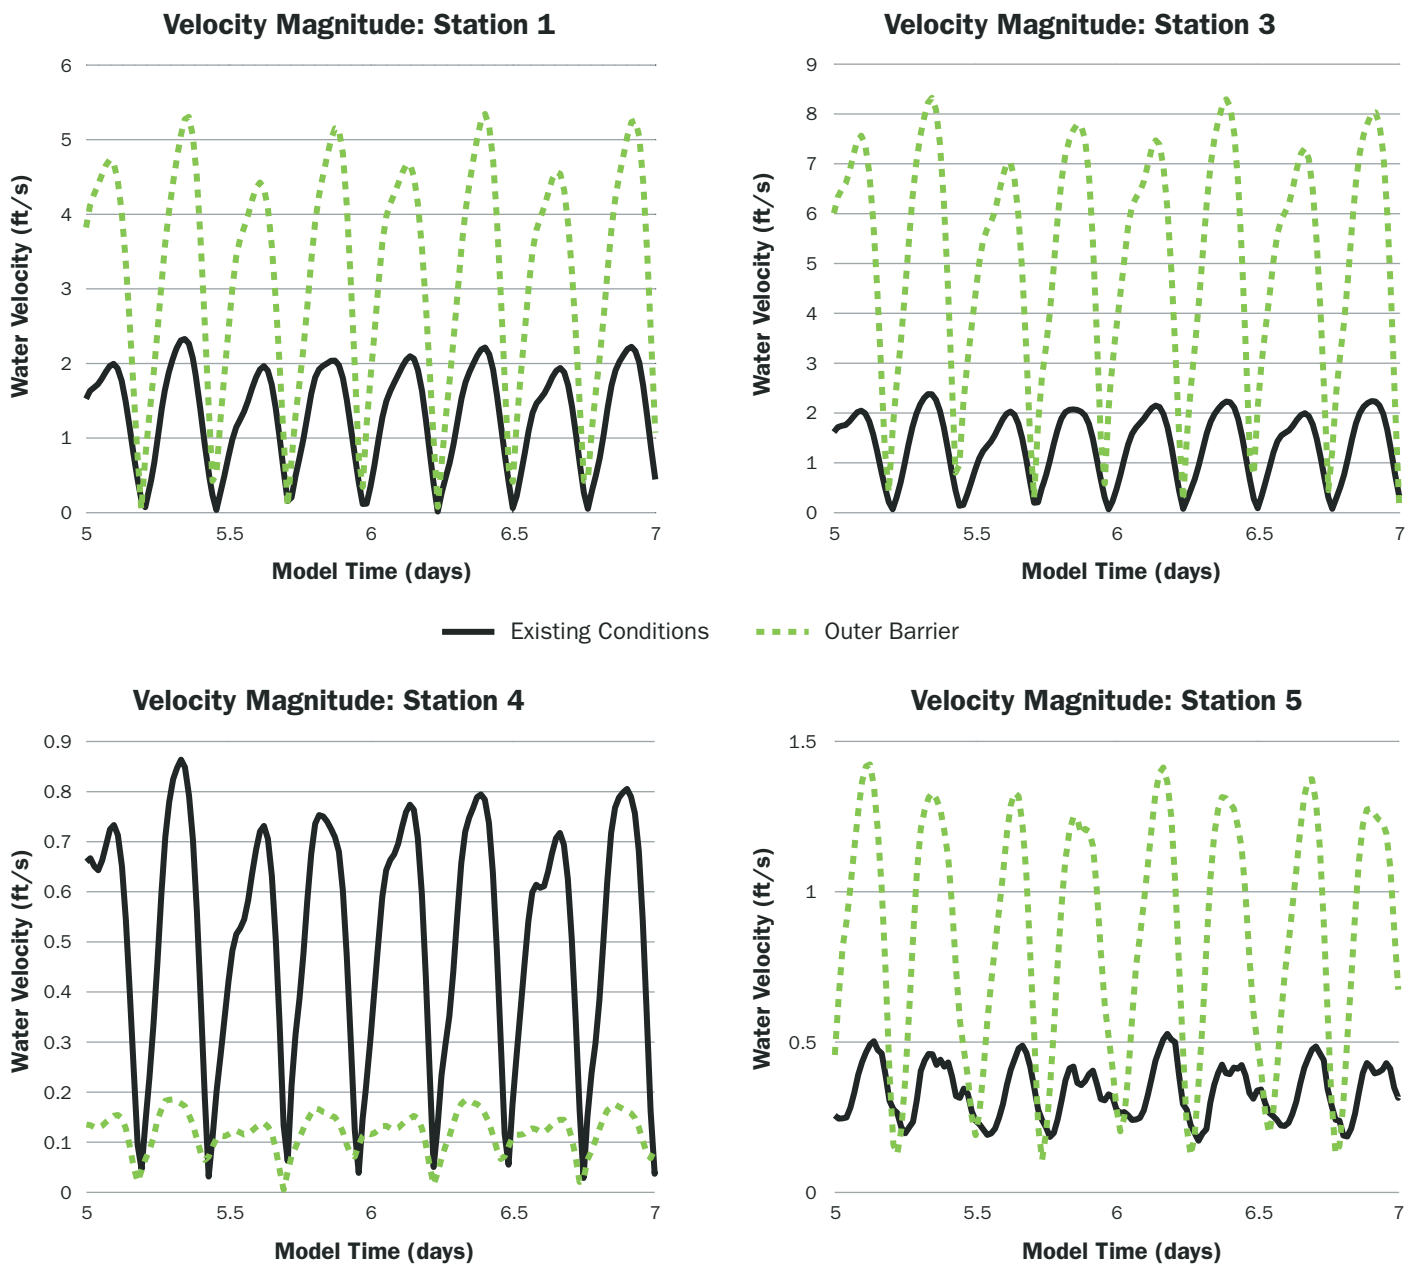 Velocity Magnitude: Station 1
Water Velocity (ft/s)
6
5
4
3
2
1
0
5 5.5 6 6.5 7
Model Time (days)
Velocity Magnitude: Station 3
Water Velocity (ft/s)
9
8
7
6
5
4
3
2
1
0
5 5.5 6 6.5 7
Model Time (days)
Existing Conditions Outer Barrier
Velocity Magnitude: Station 4
Water Velocity (ft/s)
0.9
0.8
0.7
0.6
0.5
0.4
0.3
0.2
0.1
0
5 5.5 6 6.5 7
Model Time (days)
Velocity Magnitude: Station 5
Water Velocity (ft/s)
1.5
1
0.5
0
5 5.5 6 6.5 7
Model Time (days)